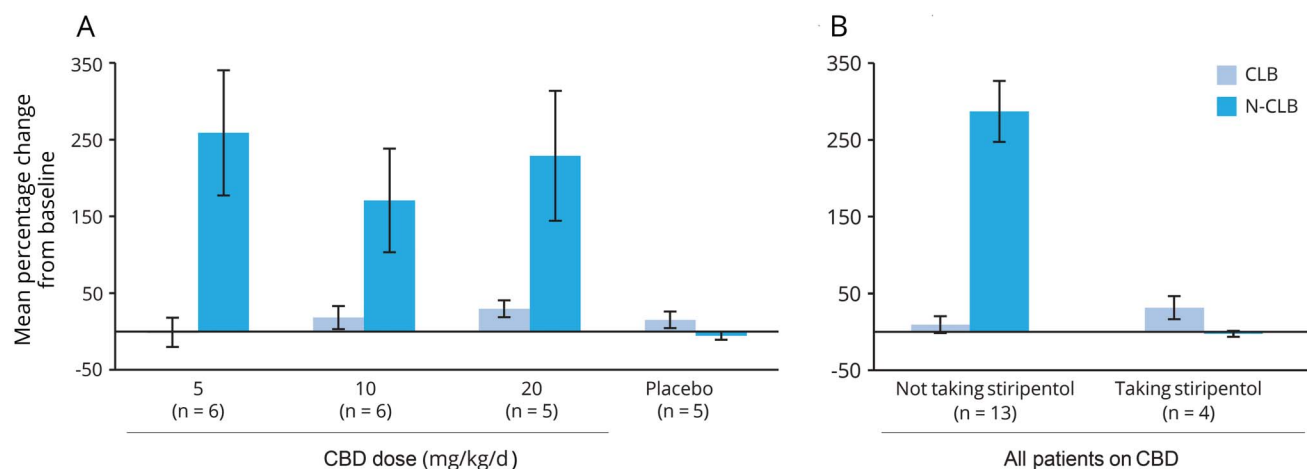 A
Mean percentage change
from baseline
350
250
150
50
-50
5
(n = 6)
10
(n = 6)
20
(n = 5)
Placebo
(n = 5)
CBD dose (mg/kg/d)
B
350
250
150
50
-50
CLB
N-CLB
Not taking stiripentol
(n = 13)
Taking stiripentol
(n = 4)
All patients on CBD